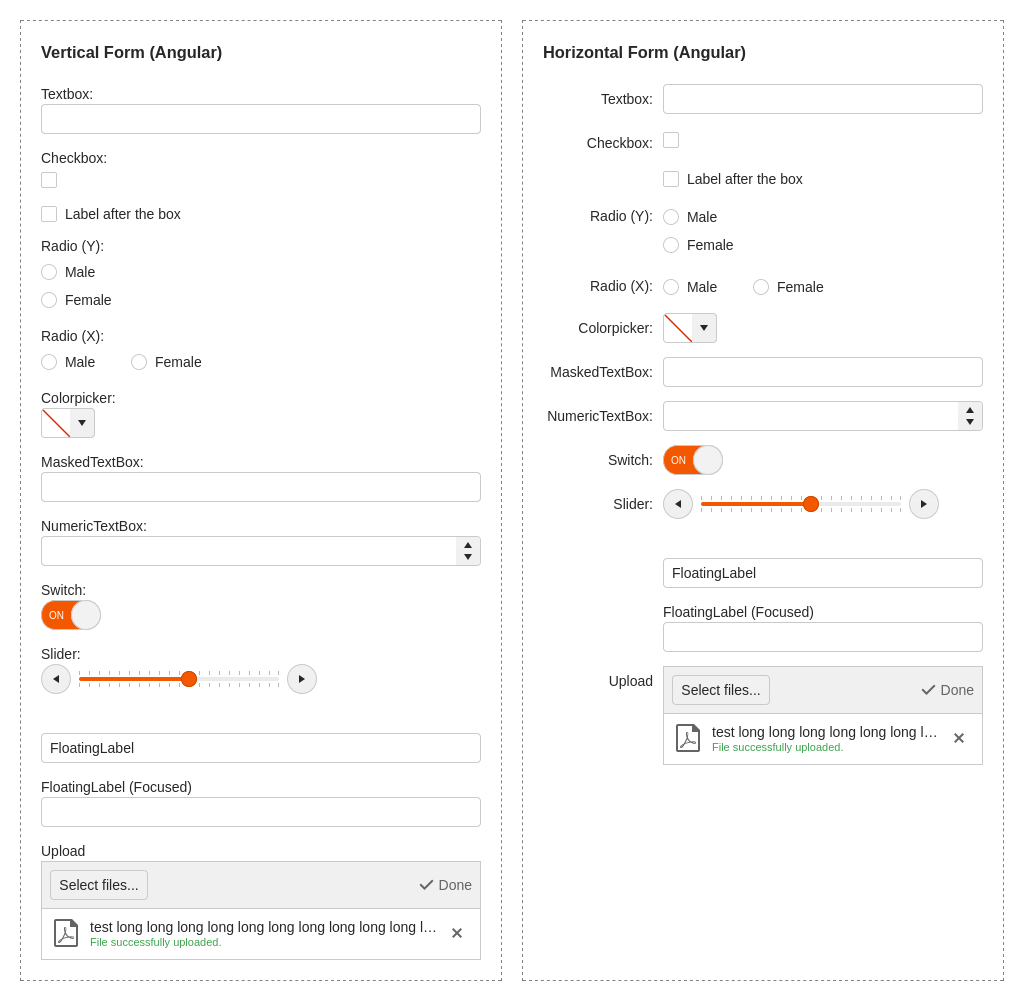 Vertical Form (Angular)
Textbox:
Checkbox:
Label after the box
Radio (Y):
Male
Female
Radio (X):
Male Female
Colorpicker:
MaskedTextBox:
NumericTextBox:
Switch:
ON
Slider:
FloatingLabel
FloatingLabel (Focused)
Upload
Select files... Done
test long long long long long long long long long long l...
File successfully uploaded.
Horizontal Form (Angular)
Textbox:
Checkbox:
Label after the box
Radio (Y): Male
Female
Radio (X): Male Female
Colorpicker:
MaskedTextBox:
NumericTextBox:
Switch: ON
Slider:
FloatingLabel
FloatingLabel (Focused)
Upload Select files... Done
test long long long long long long l...
File successfully uploaded.